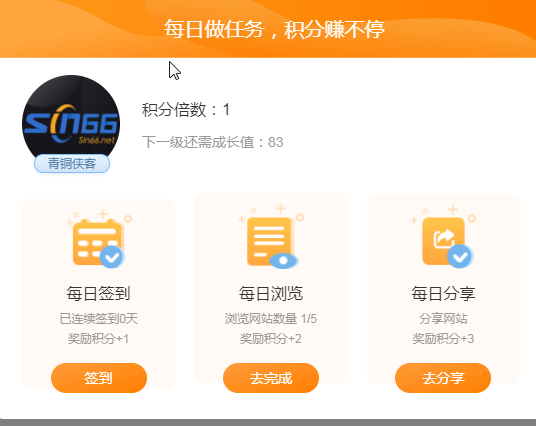 每日做任务，积分赚不停
Sin66
Sin66.net
青铜侠客
积分倍数：1
下一级还需成长值：83
每日签到
已连续签到0天
奖励积分+1
签到
每日浏览
浏览网站数量 1/5
奖励积分+2
去完成
每日分享
分享网站
奖励积分+3
去分享